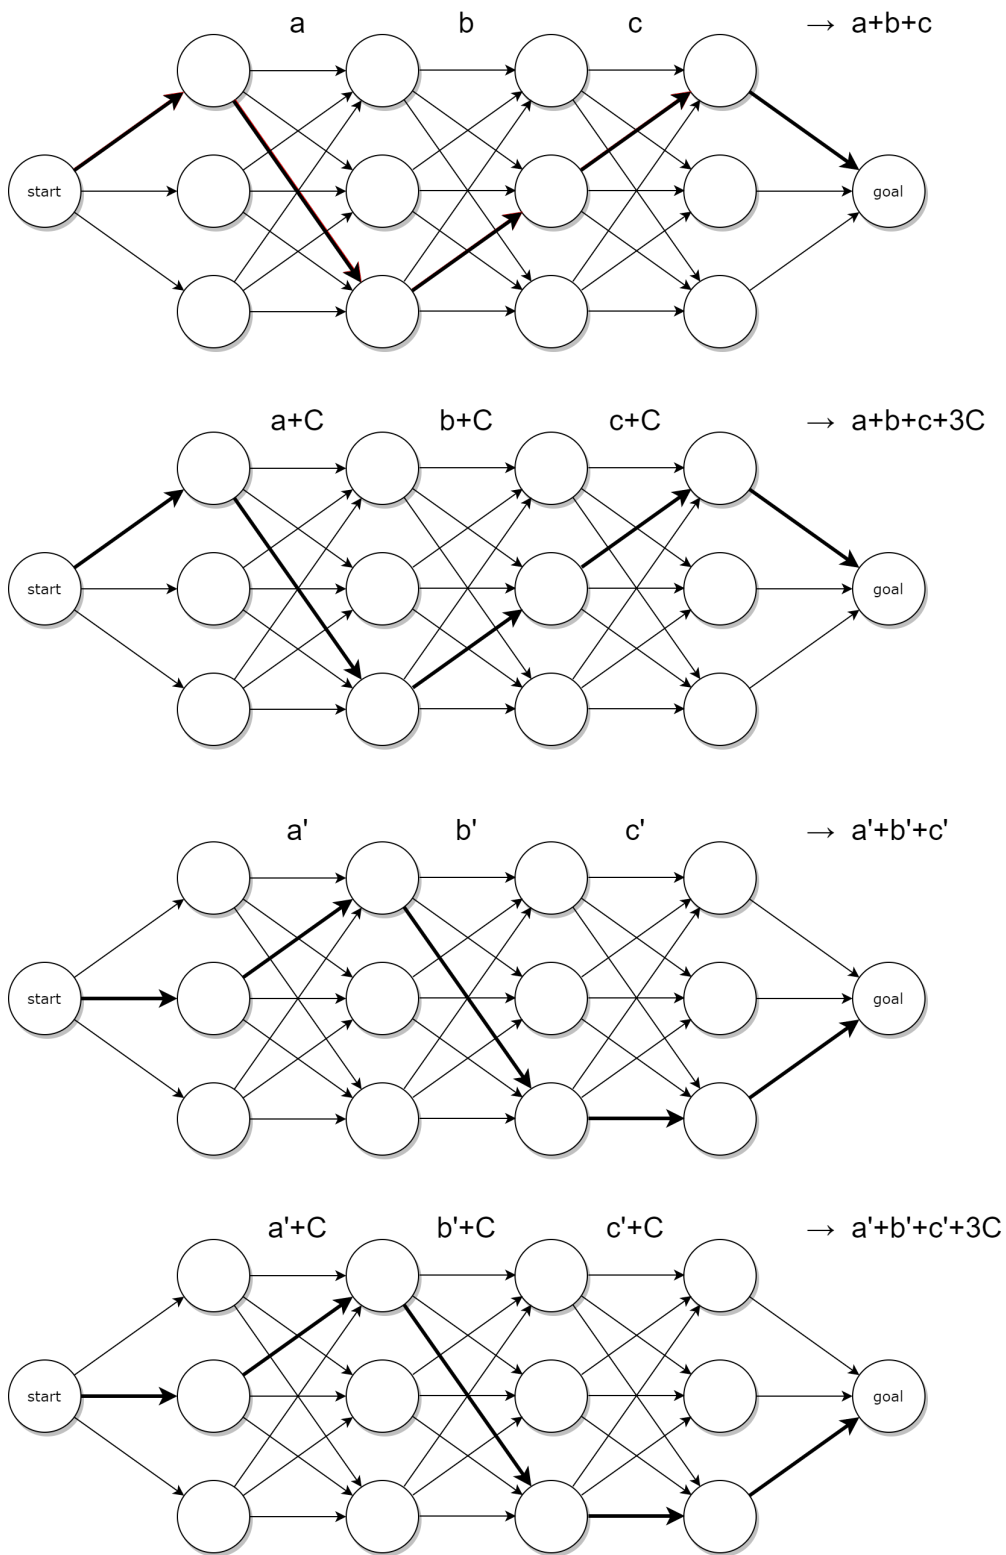 a b c → a+b+c
start goal
a+C b+C c+C → a+b+c+3C
start goal
a' b' c' → a'+b'+c'
start goal
a'+C b'+C c'+C → a'+b'+c'+3C
start goal